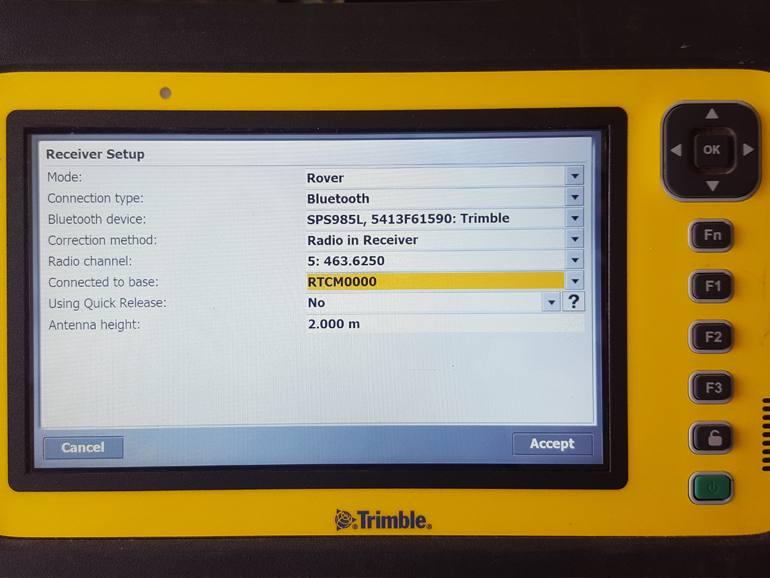 Receiver Setup
Mode: Rover
Connection type: Bluetooth
Bluetooth device: SPS985L, 5413F61590: Trimble
Correction method: Radio in Receiver
Radio channel: 5: 463.6250
Connected to base: RTCM0000
Using Quick Release: No ?
Antenna height: 2.000 m
Cancel Accept
Trimble
OK
Fn
F1
F2
F3